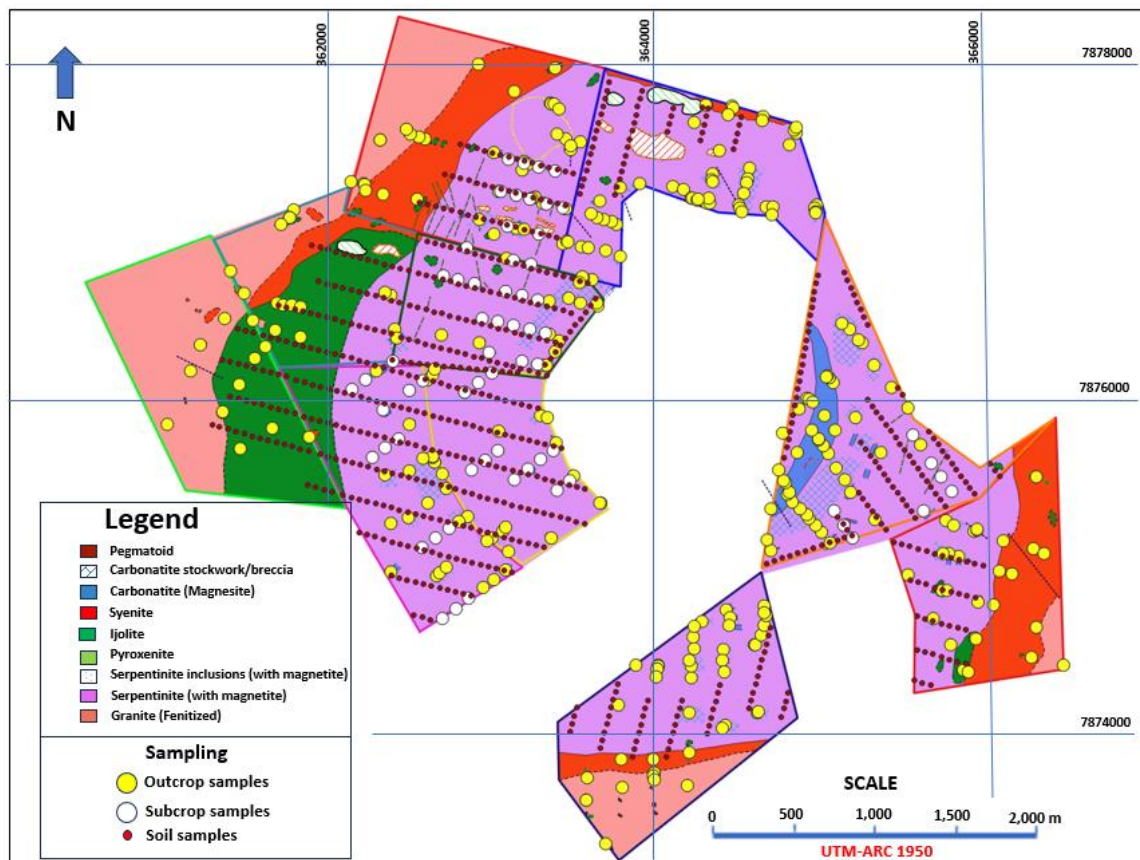 362000
364000
366000
7878000
N
7876000
Legend
Pegmatoid
Carbonatite stockwork/breccia
Carbonatite (Magnesite)
Syenite
Ijolite
Pyroxenite
Serpentinite inclusions (with magnetite)
Serpentinite (with magnetite)
Granite (Fenitized)
7874000
Sampling
Outcrop samples
Subcrop samples
Soil samples
SCALE
0 500 1,000 1,500 2,000 m
UTM-ARC 1950